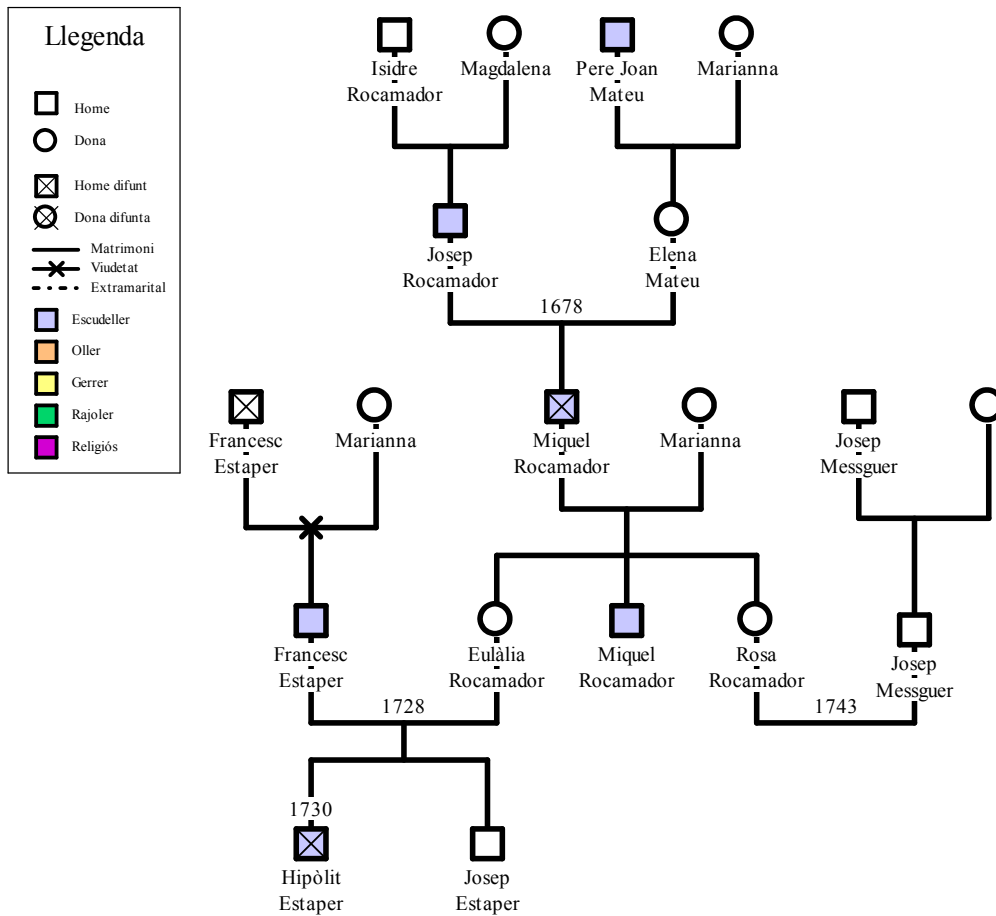 Llegenda
Home
Dona
Home difunt
Dona difunta
Matrimoni
Viudetat
Extramarital
Escudeller
Oller
Gerrer
Rajoler
Religiós
Isidre
Rocamador
Magdalena
Pere Joan
Mateu
Marianna
Josep
Rocamador
Elena
Mateu
1678
Francesc
Estaper
Marianna
Miquel
Rocamador
Marianna
Josep
Messguer
Francesc
Estaper
Eulàlia
Rocamador
Miquel
Rocamador
Rosa
Rocamador
Josep
Messguer
1728
1743
1730
Hipòlit
Estaper
Josep
Estaper